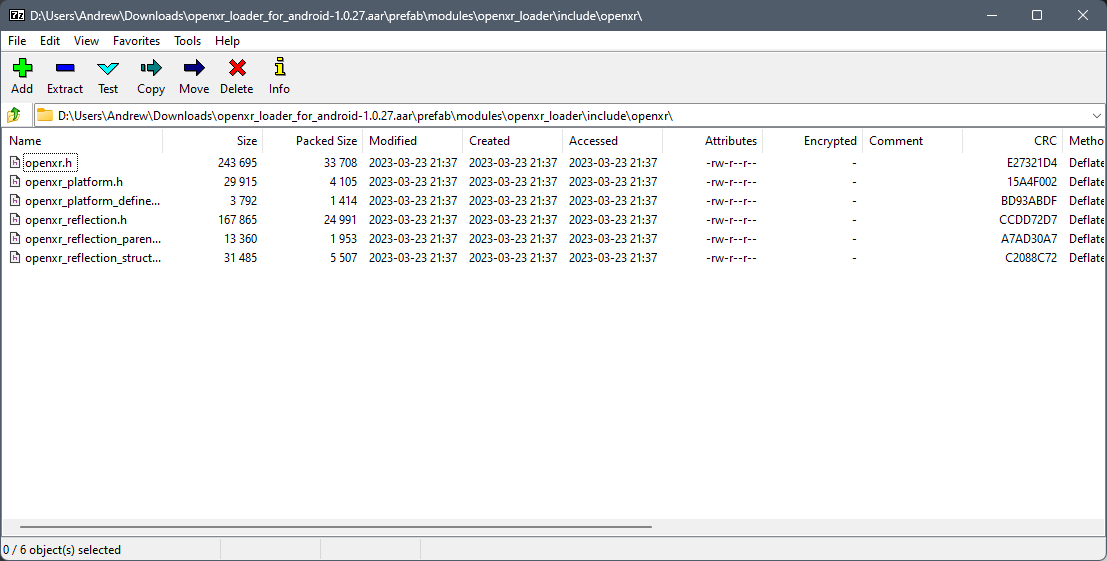 D:\Users\Andrew\Downloads\openxr_loader_for_android-1.0.27.aar\prefab\modules\openxr_loader\include\openxr\
File Edit View Favorites Tools Help
Add Extract Test Copy Move Delete Info
D:\Users\Andrew\Downloads\openxr_loader_for_android-1.0.27.aar\prefab\modules\openxr_loader\include\openxr\
Name Size Packed Size Modified Created Accessed Attributes Encrypted Comment CRC Metho
openxr.h 243 695 33 708 2023-03-23 21:37 2023-03-23 21:37 2023-03-23 21:37 -rw-r--r-- - E27321D4 Deflate
openxr_platform.h 29 915 4 105 2023-03-23 21:37 2023-03-23 21:37 2023-03-23 21:37 -rw-r--r-- - 15A4F002 Deflate
openxr_platform_define... 3 792 1 414 2023-03-23 21:37 2023-03-23 21:37 2023-03-23 21:37 -rw-r--r-- - BD93ABDF Deflate
openxr_reflection.h 167 865 24 991 2023-03-23 21:37 2023-03-23 21:37 2023-03-23 21:37 -rw-r--r-- - CCDD72D7 Deflate
openxr_reflection_paren... 13 360 1 953 2023-03-23 21:37 2023-03-23 21:37 2023-03-23 21:37 -rw-r--r-- - A7AD30A7 Deflate
openxr_reflection_struct... 31 485 5 507 2023-03-23 21:37 2023-03-23 21:37 2023-03-23 21:37 -rw-r--r-- - C2088C72 Deflate
0 / 6 object(s) selected